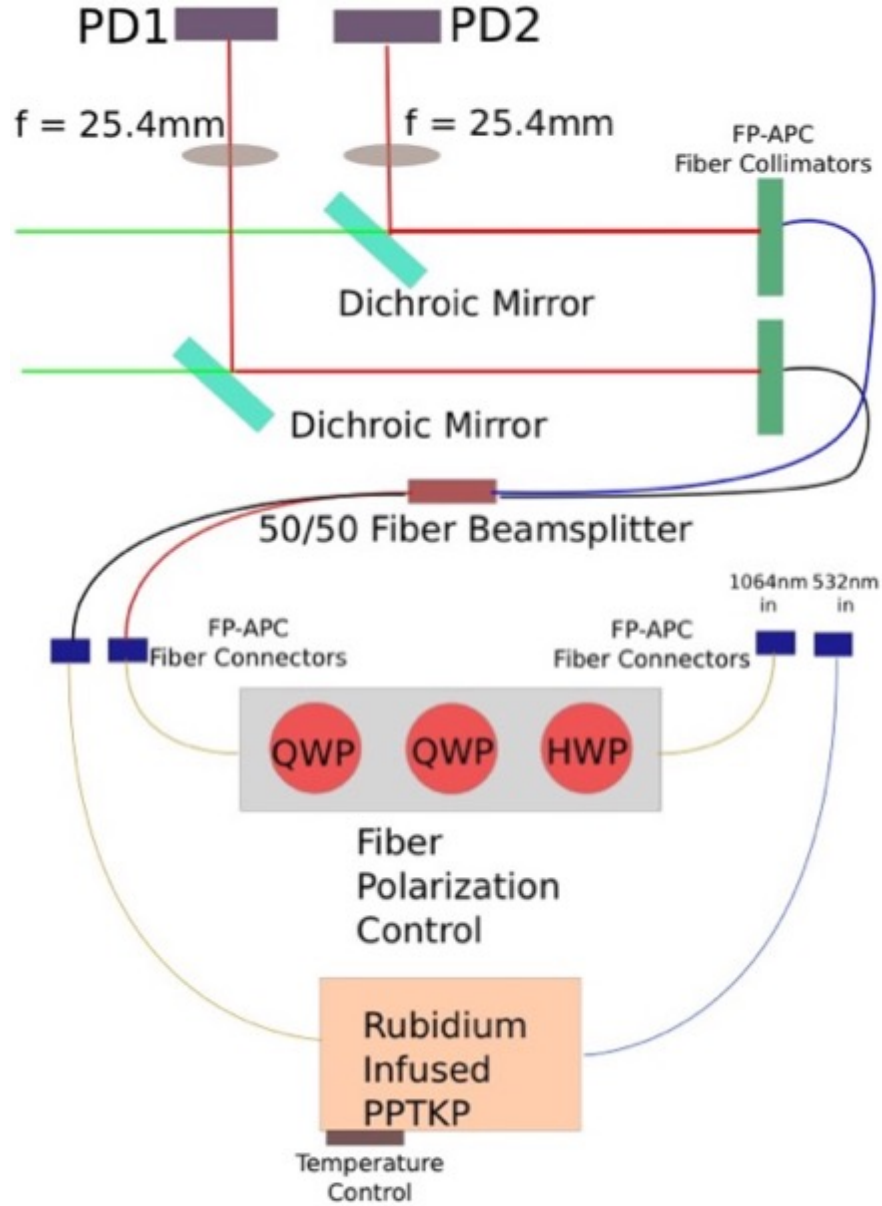 PD1
PD2
f = 25.4mm
f = 25.4mm
FP-APC
Fiber Collimators
Dichroic Mirror
Dichroic Mirror
50/50 Fiber Beamsplitter
1064nm
in
532nm
in
FP-APC
Fiber Connectors
FP-APC
Fiber Connectors
QWP
QWP
HWP
Fiber
Polarization
Control
Rubidium
Infused
PPTKP
Temperature
Control